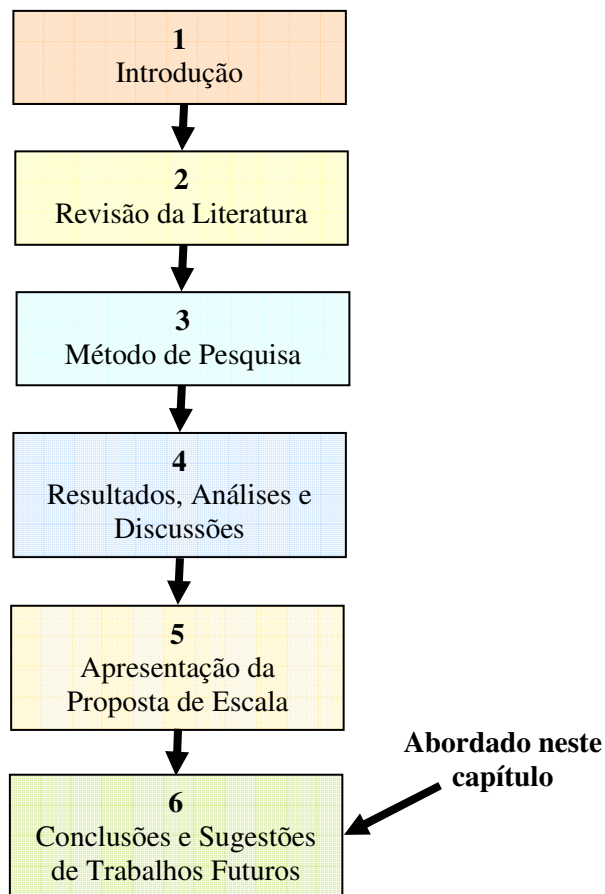 1
Introdução
2
Revisão da Literatura
3
Método de Pesquisa
4
Resultados, Análises e
Discussões
5
Apresentação da
Proposta de Escala
Abordado neste
capítulo
6
Conclusões e Sugestões
de Trabalhos Futuros